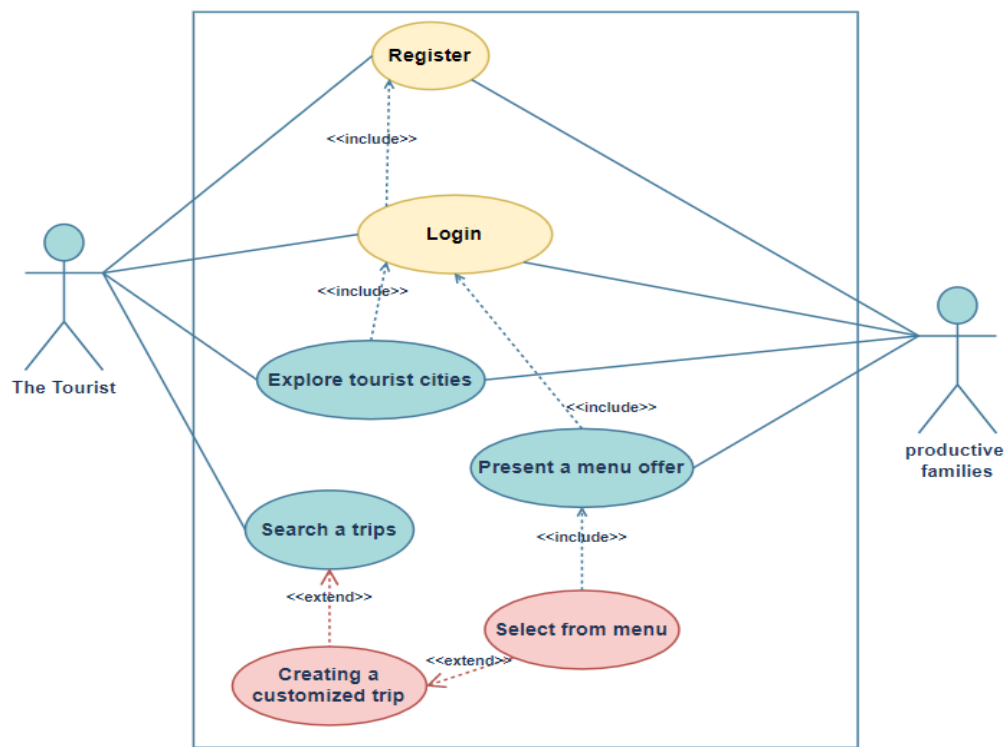 Register
<<include>>
Login
<<include>>
The Tourist
Explore tourist cities
<<include>>
productive
families
Present a menu offer
Search a trips
<<include>>
<<extend>>
Select from menu
<<extend>>
Creating a
customized trip